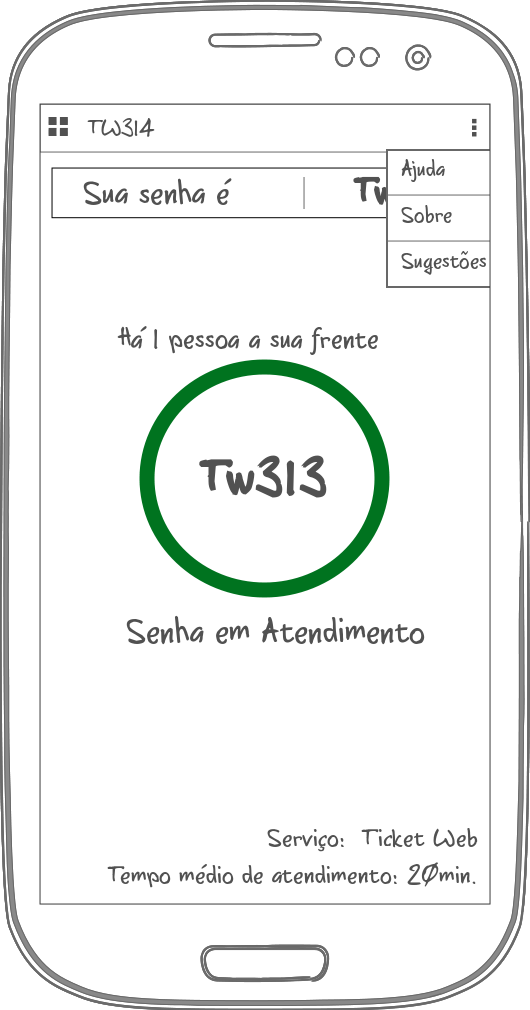 TW314
Ajuda
Sua senha é Tw
Sobre
Sugestões
Há 1 pessoa a sua frente
Tw313
Senha em Atendimento
Serviço: Ticket Web
Tempo médio de atendimento: 20min.